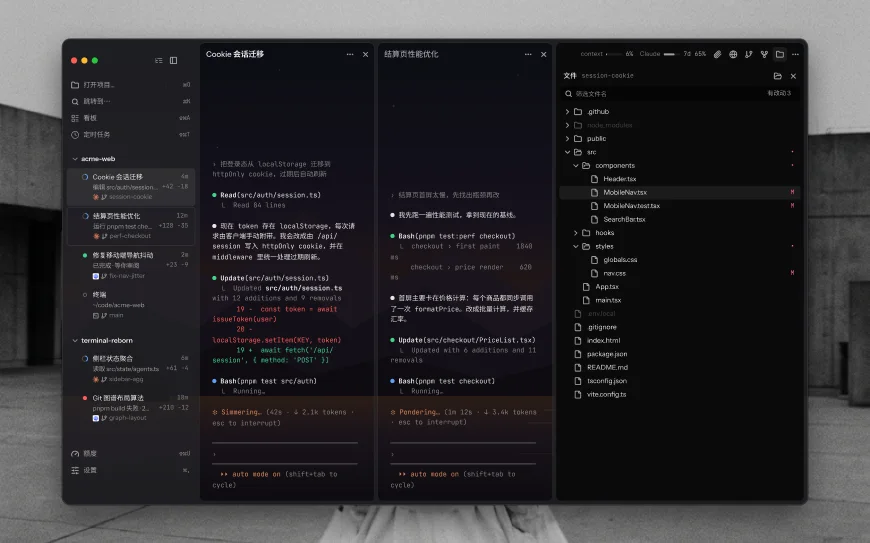 打开项目…
⌘O
跳转到…
⌘K
看板
定时任务
acme-web
Cookie 会话迁移
6m
编辑 src/auth/session…
+42 -18
session-cookie
结算页性能优化
12m
运行 pnpm test che…
perf-checkout
修复移动端导航抖动
2m
+23 -9
fix-nav-jitter
终端
~/code/acme-web
main
terminal-reborn
侧栏状态聚合
6m
读取 src/state/agents.ts
+61 -4
sidebar-agg
Git 图谱布局算法
pnpm build 失败 · 2…
+210 -12
graph-layout
额度
设置
⌘,
Cookie 会话迁移
› 把登录态从 localStorage 迁移到
httpOnly cookie，过期后自动刷新
Read(src/auth/session.ts)
└ Read 84 lines
现在 token 存在 localStorage，每次请
求由客户端手动附带。我会改成由 /api/
session 写入 httpOnly cookie，并在
middleware 里统一处理过期刷新。
Update(src/auth/session.ts)
└ Updated src/auth/session.ts
with 12 additions and 9 removals
19 - const token = await
issueToken(user)
20 -
localStorage.setItem(KEY, token)
19 + await fetch('/api/
session', { method: 'POST' })
Bash(pnpm test src/auth)
└ Running…
Simmering… (42s · ↓ 2.1k tokens ·
esc to interrupt)
›
⏵⏵ auto mode on (shift+tab to
cycle)
结算页性能优化
› 结算页首屏太慢，先找出瓶颈再改
我先跑一遍性能测试，拿到现在的基线。
Bash(pnpm test:perf checkout)
└ checkout › first paint 1840
ms
checkout › price render 620
ms
首屏主要卡在价格计算：每个商品都同步调用
了一次 formatPrice。改成批量计算，并缓存
汇率。
Update(src/checkout/PriceList.tsx)
└ Updated with 6 additions and 11
removals
Bash(pnpm test checkout)
└ Running…
Pondering… (1m 12s · ↓ 3.4k tokens
· esc to interrupt)
›
⏵⏵ auto mode on (shift+tab to
cycle)
context
6%
Claude
7d 65%
文件 session-cookie
筛选文件名
有改动 3
.github
node_modules
public
src
components
Header.tsx
MobileNav.tsx
M
MobileNav.test.tsx
M
SearchBar.tsx
hooks
styles
globals.css
nav.css
M
App.tsx
main.tsx
.env.local
.gitignore
index.html
package.json
README.md
tsconfig.json
vite.config.ts